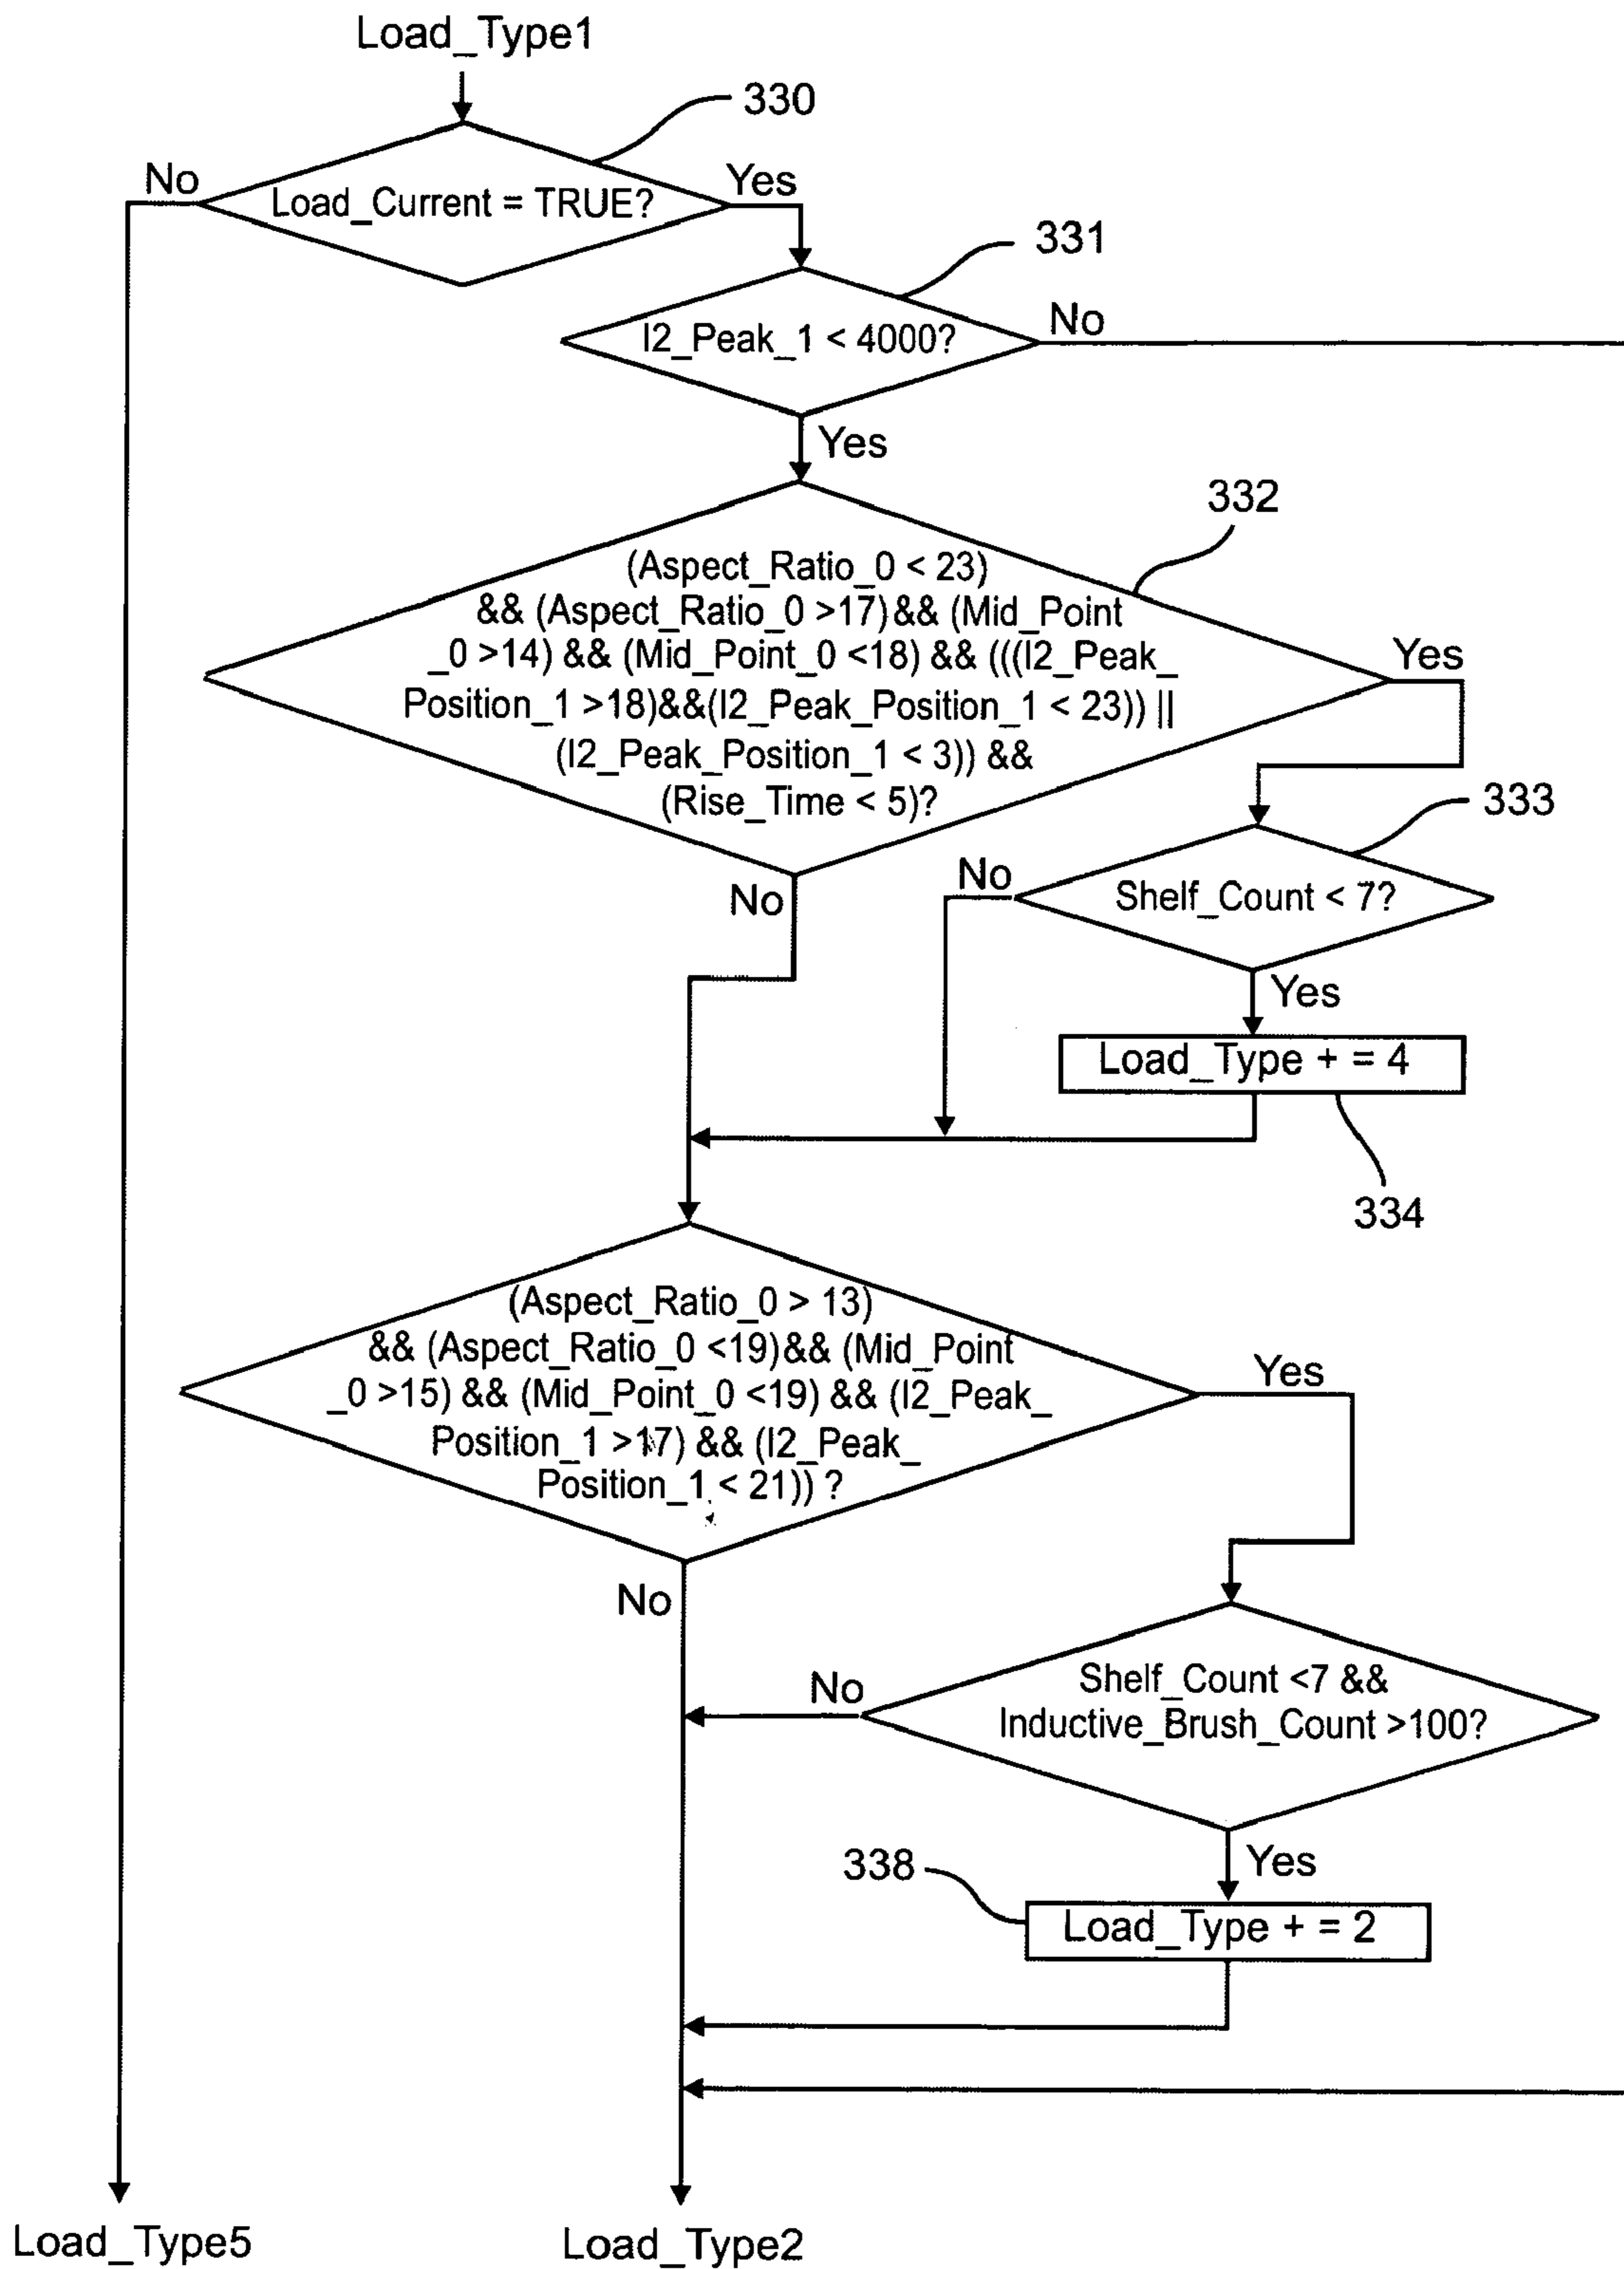 Load_Type1
330
No
Yes
Load_Current = TRUE?
331
I2_Peak_1 < 4000?
No
Yes
332
(Aspect_Ratio_0 < 23)
&& (Aspect_Ratio_0 >17)&& (Mid_Point
_0 >14) && (Mid_Point_0 <18) && (((I2_Peak_
Position_1 >18)&&(I2_Peak_Position_1 < 23)) ||
(I2_Peak_Position_1 < 3)) &&
(Rise_Time < 5)?
Yes
No
333
No
Shelf_Count < 7?
Yes
Load_Type + = 4
334
(Aspect_Ratio_0 > 13)
&& (Aspect_Ratio_0 <19)&& (Mid_Point
_0 >15) && (Mid_Point_0 <19) && (I2_Peak_
Position_1 >17) && (I2_Peak_
Position_1 < 21)) ?
Yes
No
No
Shelf_Count <7 &&
Inductive_Brush_Count >100?
Yes
338
Load_Type + = 2
Load_Type5
Load_Type2